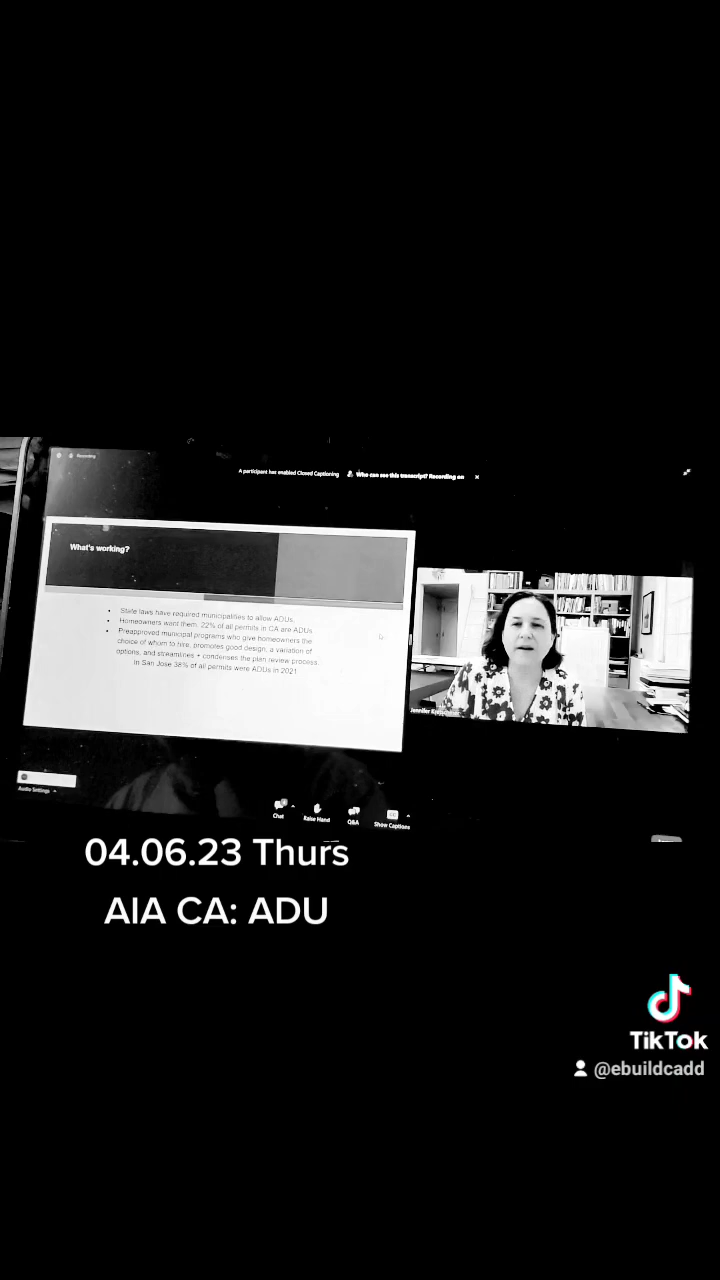 Recording
A participant has enabled Closed Captioning
Who can see this transcript? Recording on
What's working?
• State laws have required municipalities to allow ADUs.
• Homeowners want them, 22% of all permits in CA are ADUs
• Preapproved municipal programs who give homeowners the
choice of whom to hire, promotes good design, a variation of
options, and streamlines + condenses the plan review process.
In San Jose 38% of all permits were ADUs in 2021
Jennifer
Audio Settings
Chat
Raise Hand
Q&A
Show Captions
04.06.23 Thurs
AIA CA: ADU
TikTok
@ebuildcadd